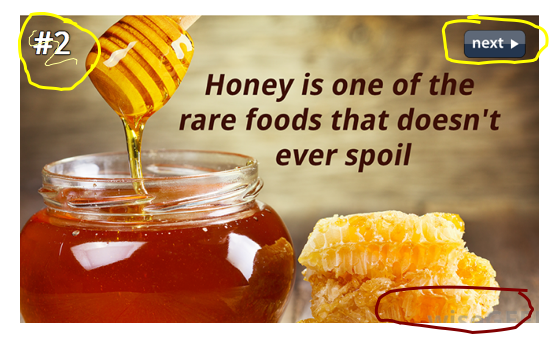 #2
next
Honey is one of the
rare foods that doesn't
ever spoil